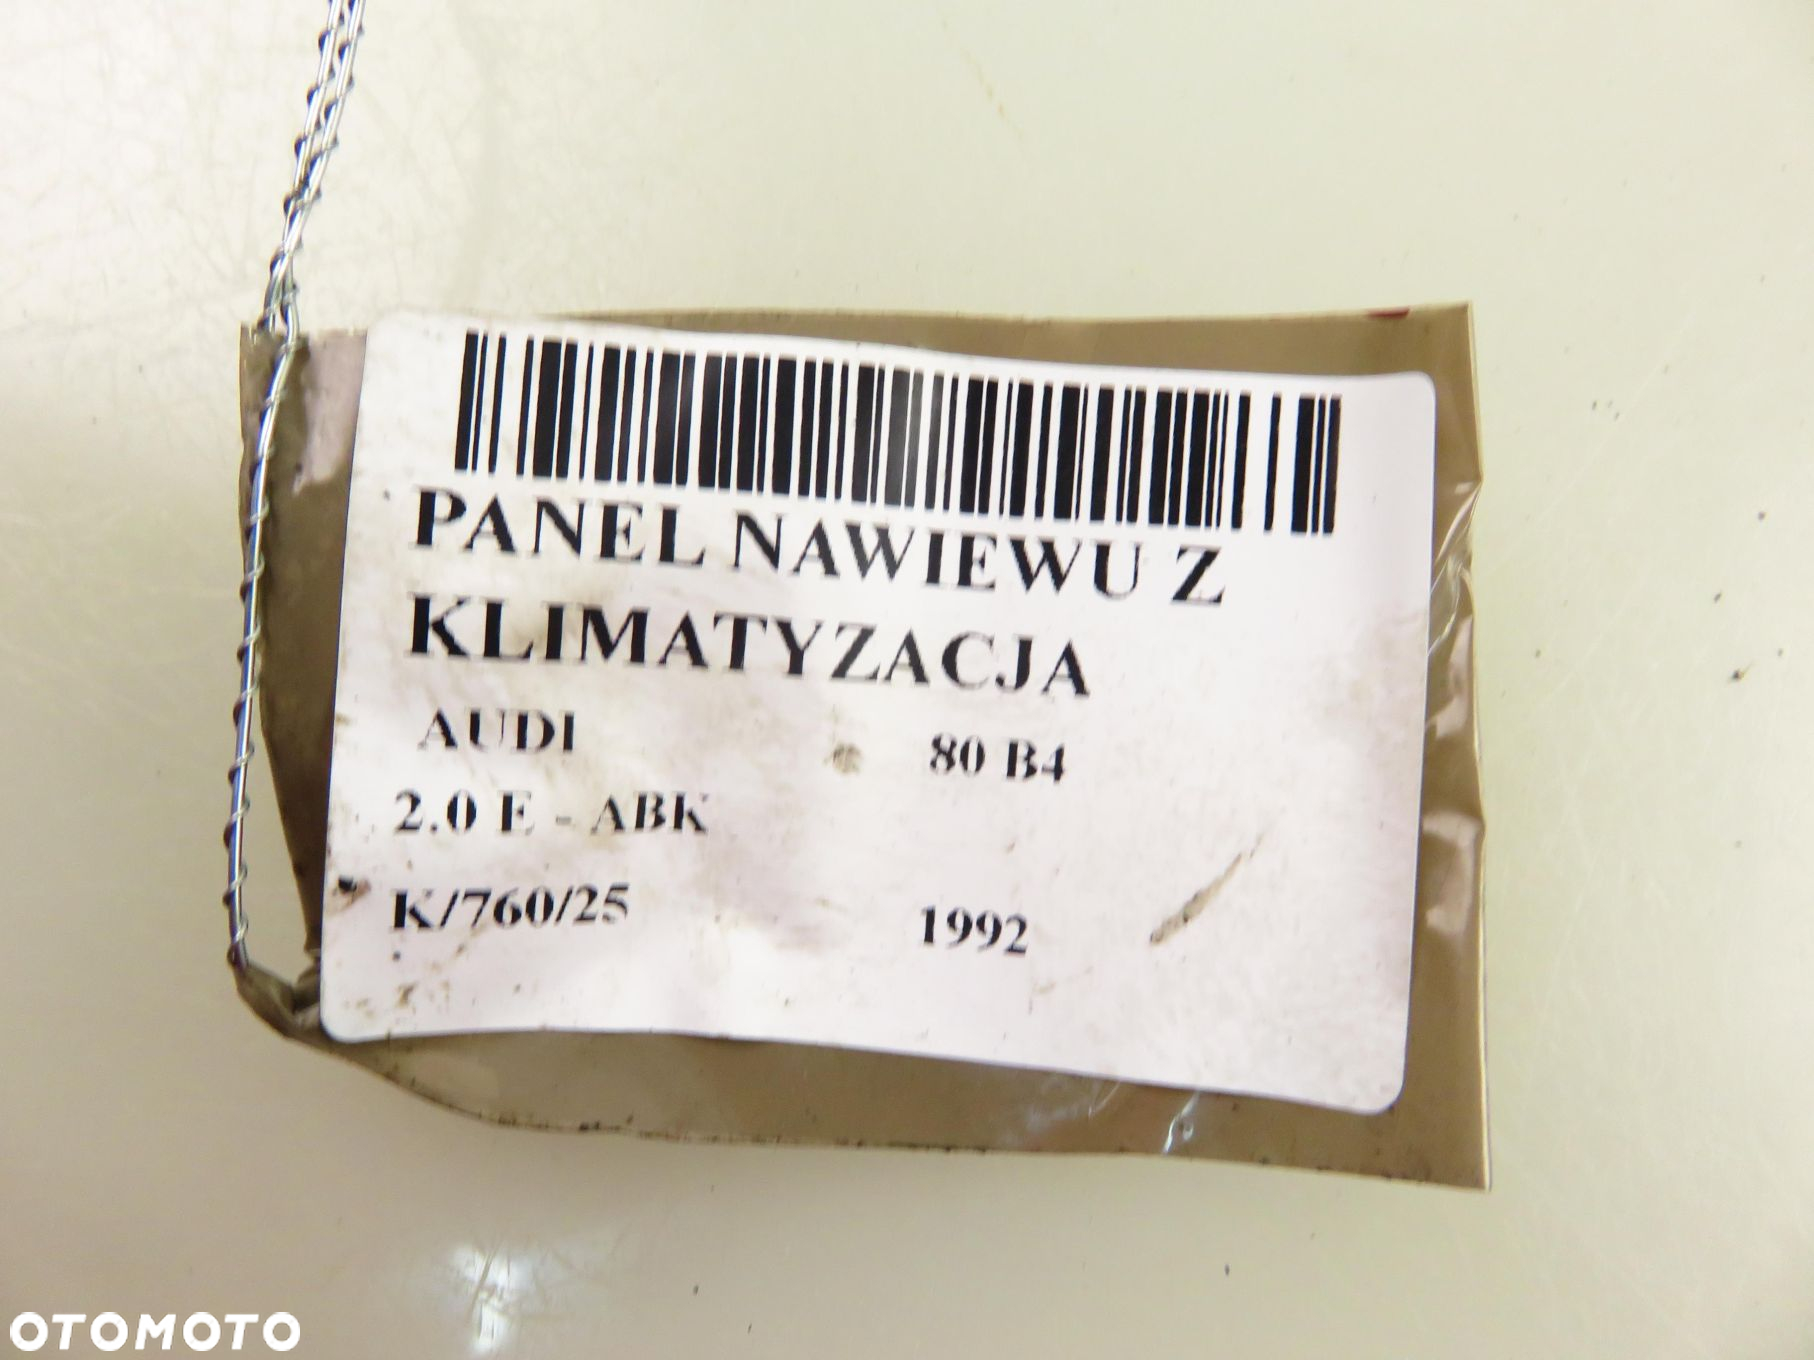 PANEL NAWIEWU Z
KLIMATYZACJA
AUDI 80 B4
2.0 E - ABK
K/760/25 1992
OTOMOTO